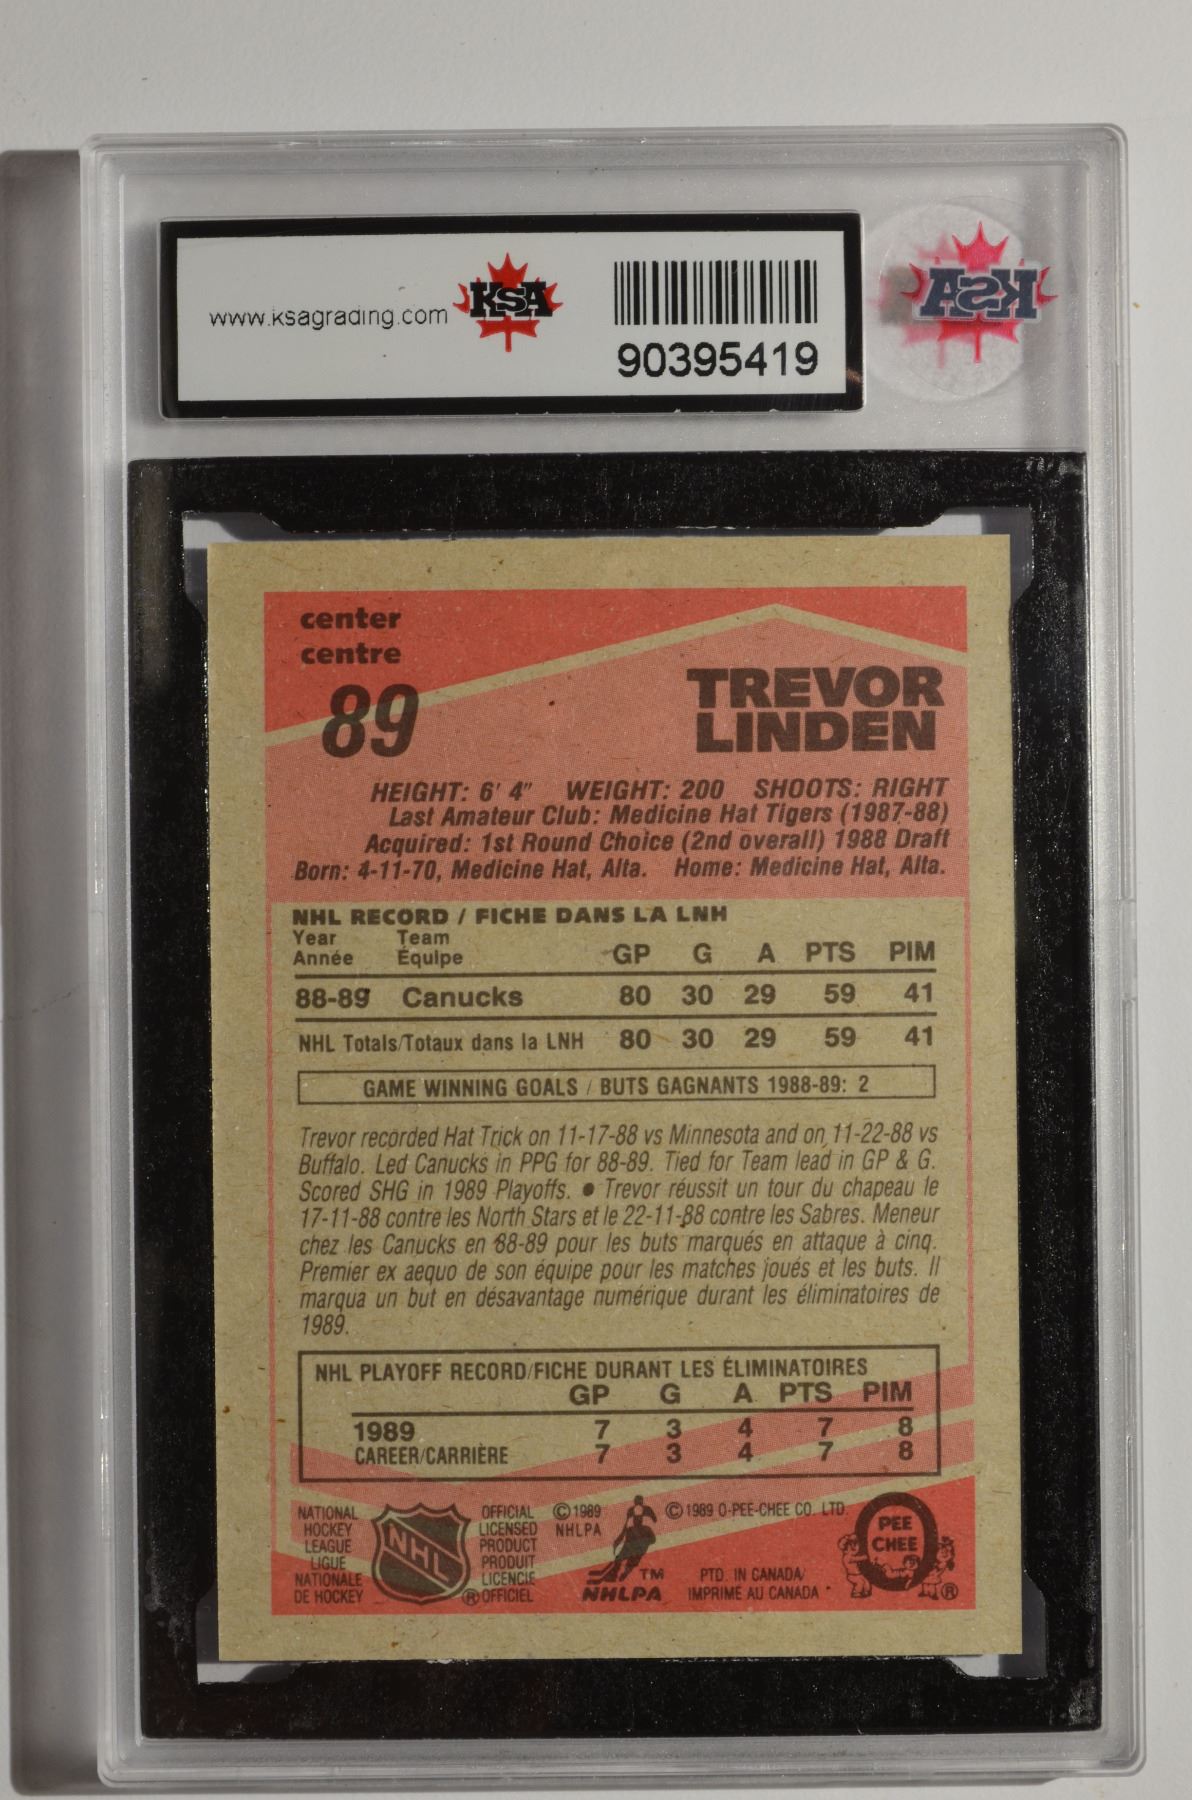 www.ksagrading.com
KSA
90395419
KSA
center
centre
89
TREVOR
LINDEN
HEIGHT: 6' 4" WEIGHT: 200 SHOOTS: RIGHT
Last Amateur Club: Medicine Hat Tigers (1987-88)
Acquired: 1st Round Choice (2nd overall) 1988 Draft
Born: 4-11-70, Medicine Hat, Alta. Home: Medicine Hat, Alta.
NHL RECORD / FICHE DANS LA LNH
Year Team
Année Équipe GP G A PTS PIM
88-89 Canucks 80 30 29 59 41
NHL Totals/Totaux dans la LNH 80 30 29 59 41
GAME WINNING GOALS / BUTS GAGNANTS 1988-89: 2
Trevor recorded Hat Trick on 11-17-88 vs Minnesota and on 11-22-88 vs
Buffalo. Led Canucks in PPG for 88-89. Tied for Team lead in GP & G.
Scored SHG in 1989 Playoffs. ● Trevor réussit un tour du chapeau le
17-11-88 contre les North Stars et le 22-11-88 contre les Sabres. Meneur
chez les Canucks en 88-89 pour les buts marqués en attaque à cinq.
Premier ex aequo de son équipe pour les matches joués et les buts. Il
marqua un but en désavantage numérique durant les éliminatoires de
1989.
NHL PLAYOFF RECORD/FICHE DURANT LES ÉLIMINATOIRES
GP G A PTS PIM
1989 7 3 4 7 8
CAREER/CARRIÈRE 7 3 4 7 8
NATIONAL
HOCKEY
LEAGUE
LIGUE
NATIONALE
DE HOCKEY
NHL
®
OFFICIAL
LICENSED
PRODUCT
PRODUIT
LICENCIE
OFFICIEL
© 1989
NHLPA
TM
NHLPA
© 1989 O-PEE-CHEE CO. LTD.
PTD. IN CANADA/
IMPRIMÉ AU CANADA
O
PEE
CHEE
®